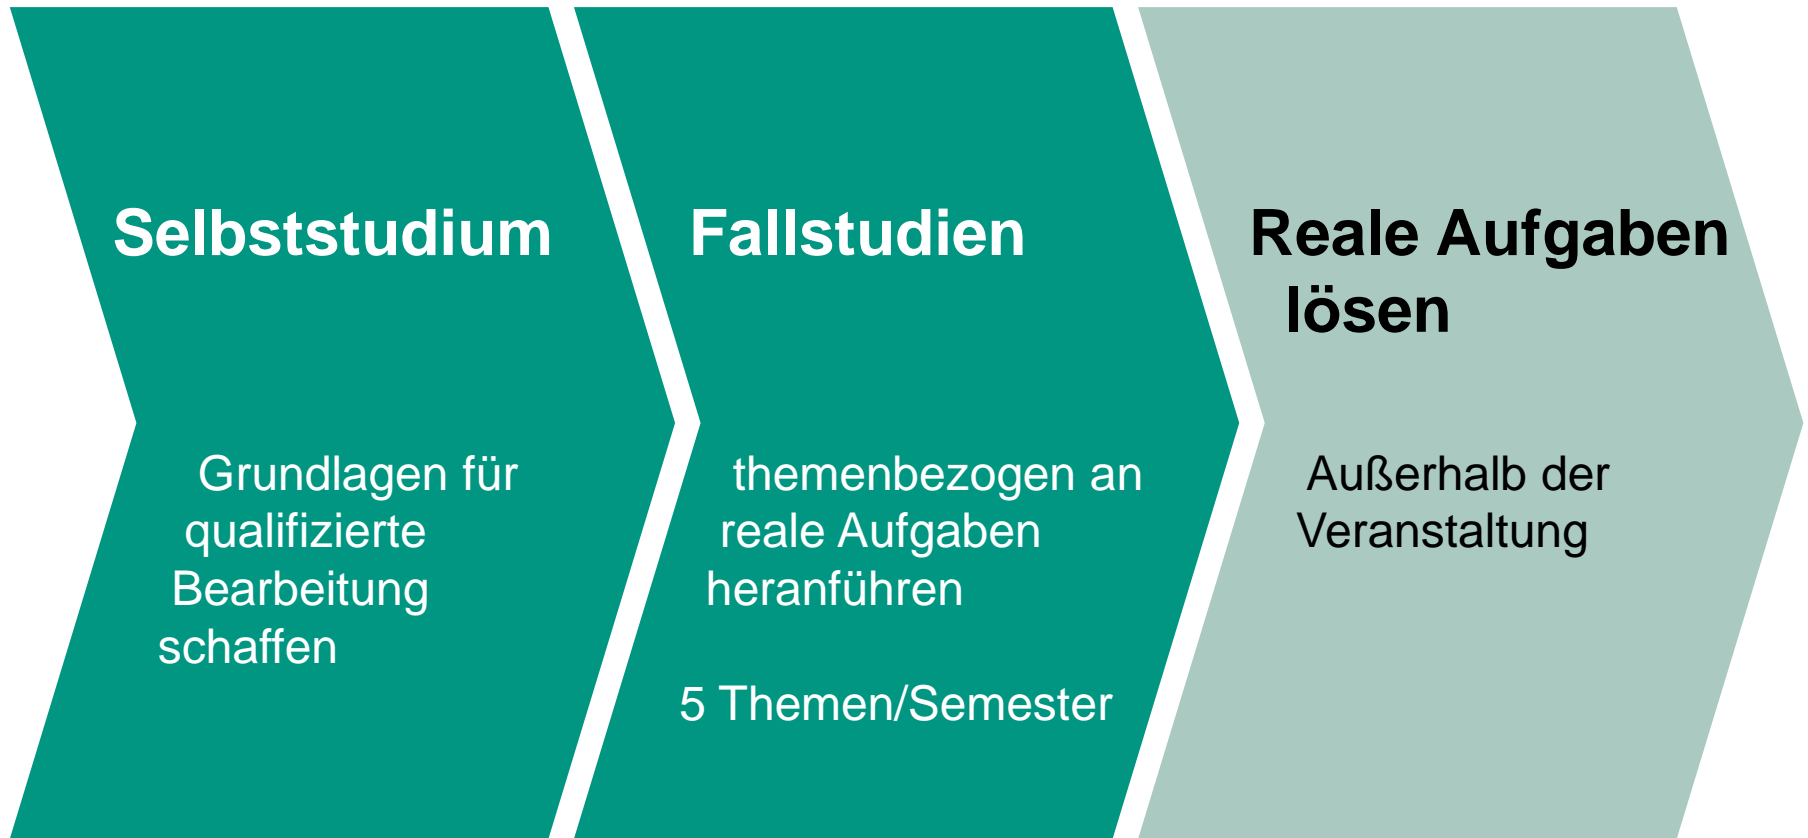 Selbststudium
Grundlagen für
qualifizierte
Bearbeitung
schaffen
Fallstudien
themenbezogen an
reale Aufgaben
heranführen
5 Themen/Semester
Reale Aufgaben
lösen
Außerhalb der
Veranstaltung